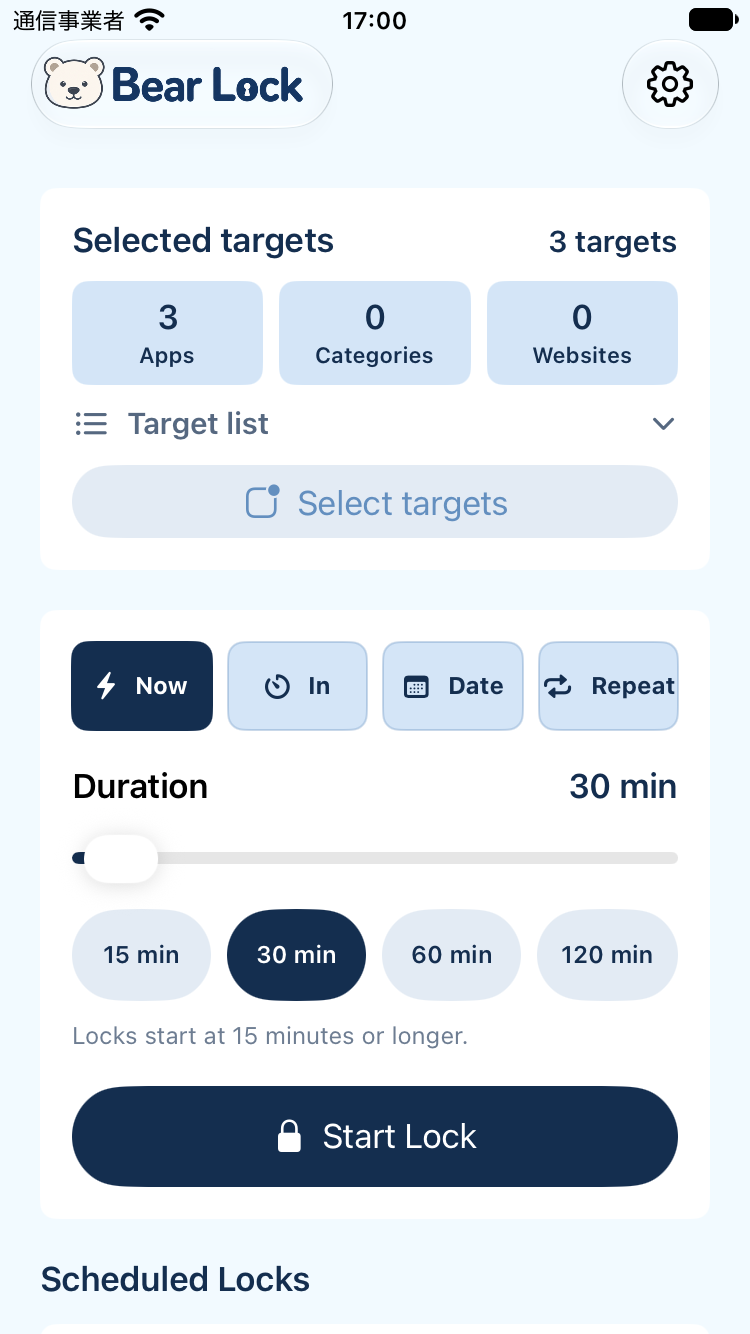 通信事業者 17:00
Bear Lock
Selected targets 3 targets
3 0 0
Apps Categories Websites
Target list
Select targets
Now In Date Repeat
Duration 30 min
15 min 30 min 60 min 120 min
Locks start at 15 minutes or longer.
Start Lock
Scheduled Locks